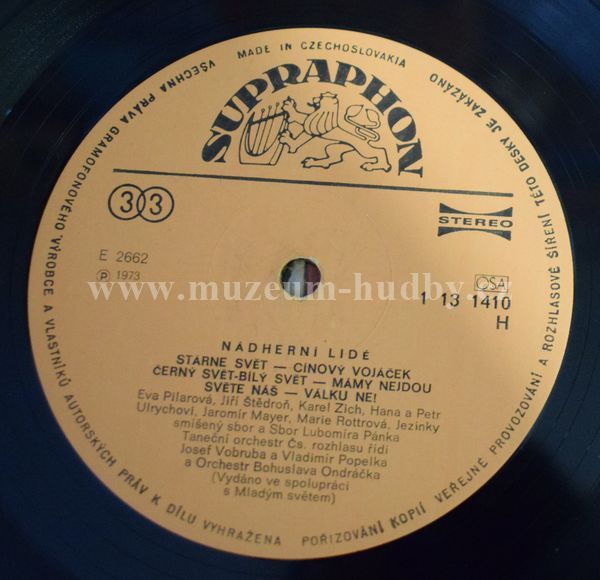 MADE IN CZECHOSLOVAKIA
SUPRAPHON
33
STEREO
E 2662
Ⓟ 1973
OSA
1 13 1410
H
www.muzeum-hudby.cz
NÁDHERNÍ LIDÉ
STÁRNE SVĚT — CÍNOVÝ VOJÁČEK
ČERNÝ SVĚT-BÍLÝ SVĚT — MÁMY NEJDOU
SVĚTE NÁŠ — VÁLKU NE!
Eva Pilarová, Jiří Štědroň, Karel Zich, Hana a Petr
Ulrychovi, Jaromír Mayer, Marie Rottrová, Jezinky
smíšený sbor a Sbor Lubomíra Pánka
Taneční orchestr Čs. rozhlasu řídí
Josef Vobruba a Vladimír Popelka
a Orchestr Bohuslava Ondráčka
(Vydáno ve spolupráci
s Mladým světem)
VŠECHNA PRÁVA GRAMOFONOVÉHO VÝROBCE A VLASTNÍKŮ AUTORSKÝCH PRÁV K DÍLU VYHRAŽENA POŘIZOVÁNÍ KOPIÍ VEŘEJNÉ PROVOZOVÁNÍ A ROZHLASOVÉ ŠÍŘENÍ TÉTO DESKY JE ZAKÁZÁNO